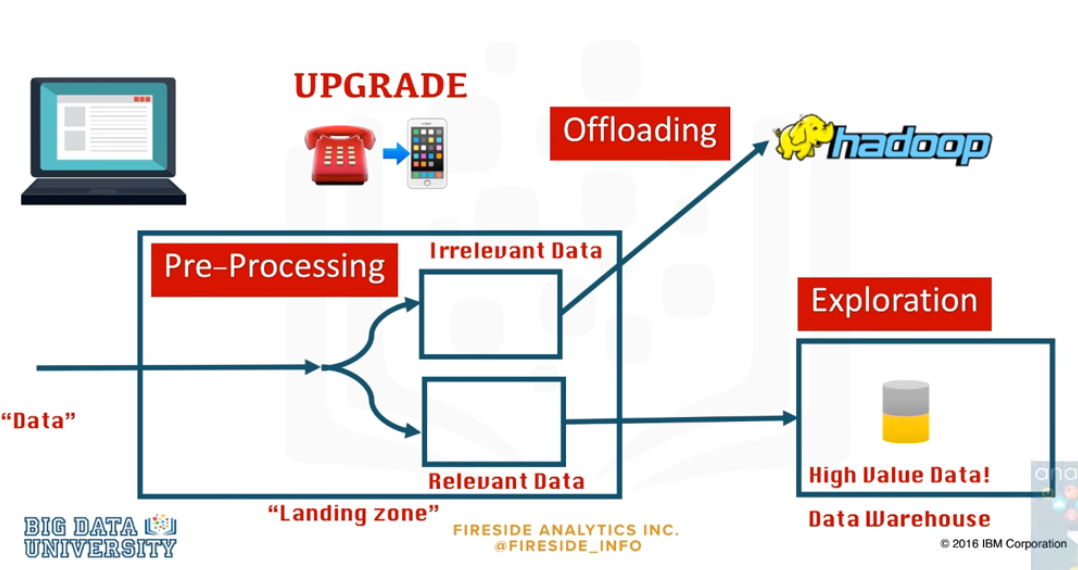 UPGRADE
Offloading
hadoop
Irrelevant Data
Pre-Processing
Exploration
"Data"
High Value Data!
Relevant Data
"Landing zone"
Data Warehouse
BIG DATA
UNIVERSITY
FIRESIDE ANALYTICS INC.
@FIRESIDE_INFO
© 2016 IBM Corporation
ana